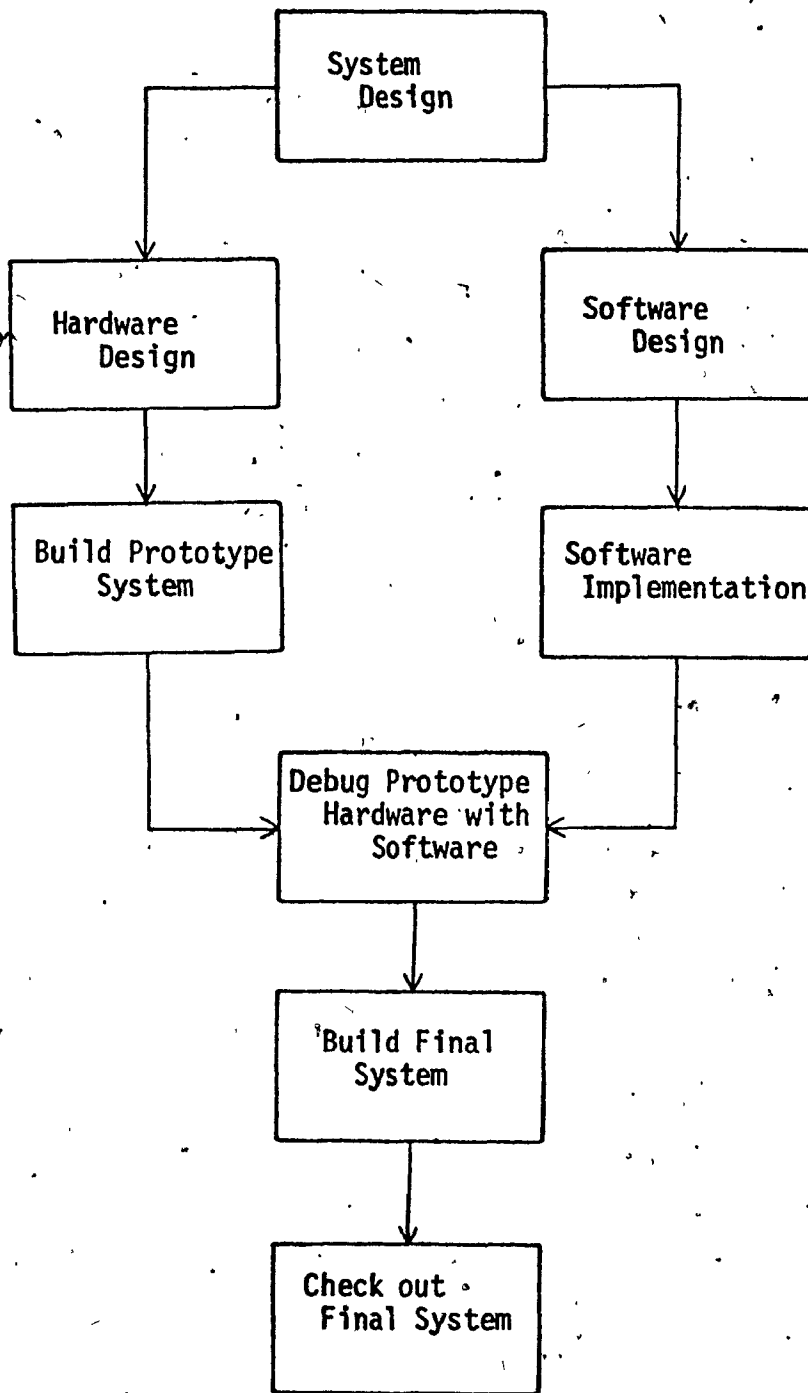 System
Design
Hardware
Design
Software
Design
Build Prototype
System
Software
Implementation
Debug Prototype
Hardware with
Software
Build Final
System
Check out
Final System